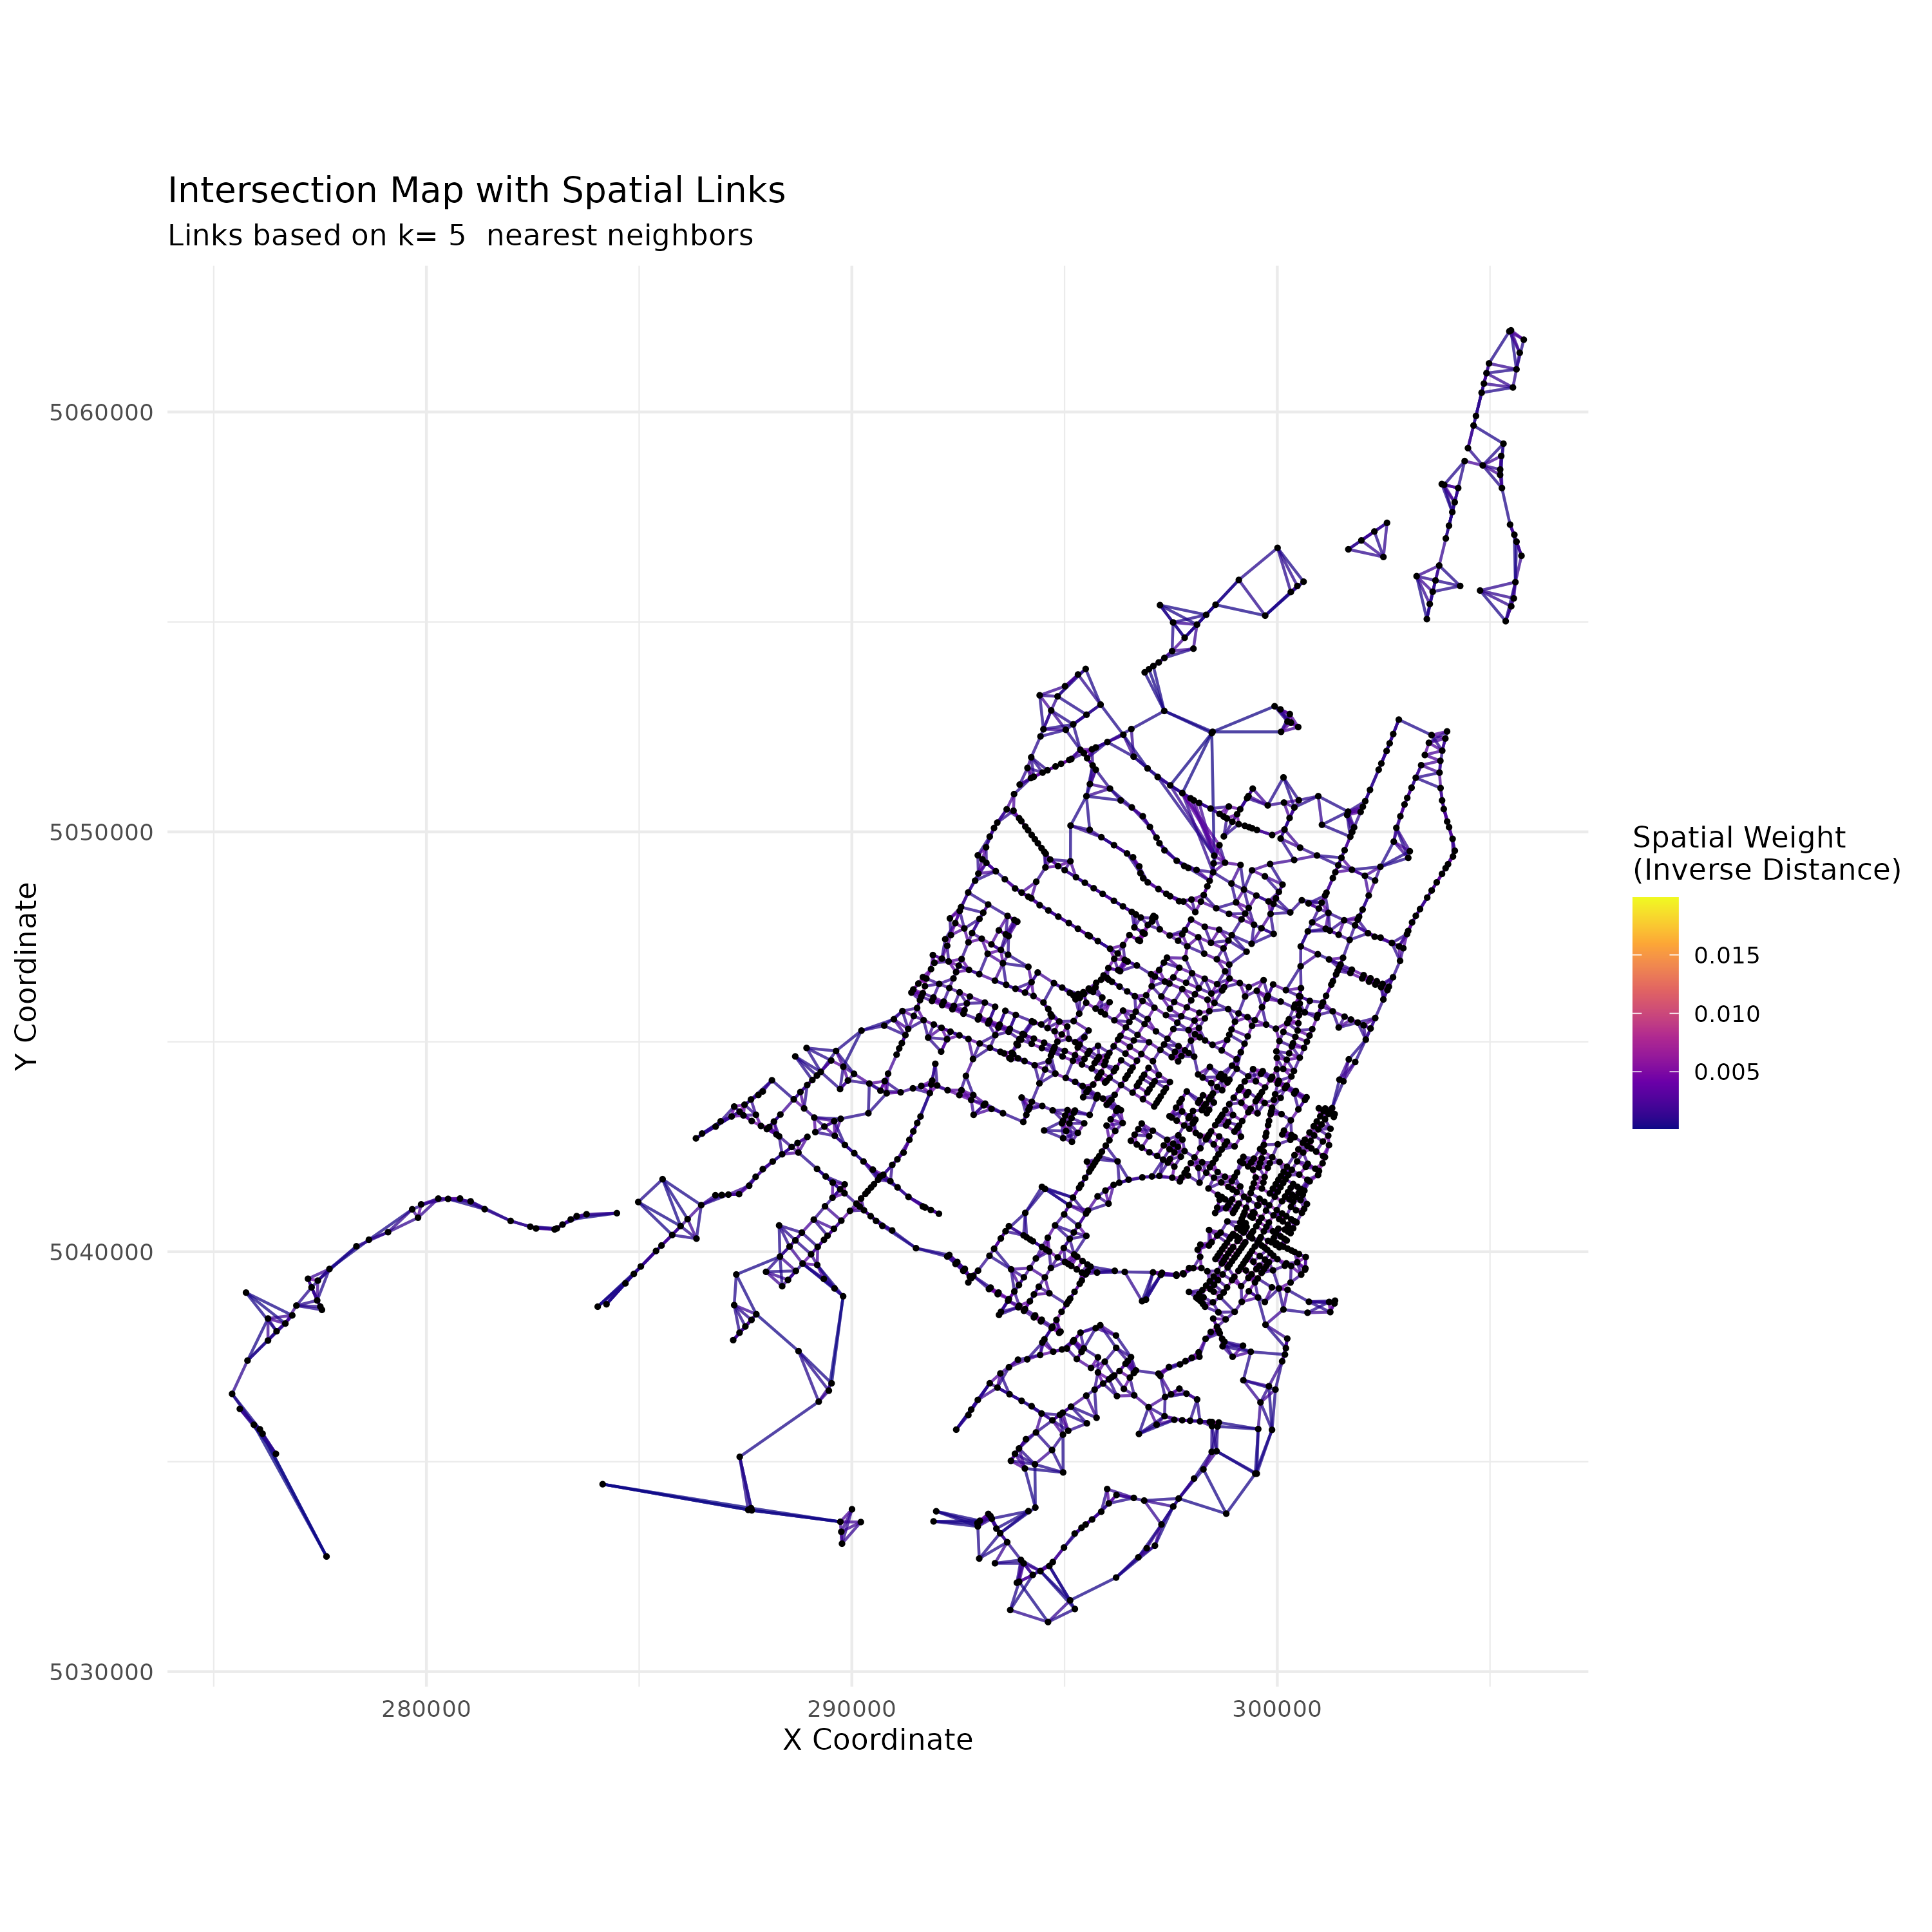 Intersection Map with Spatial Links
Links based on k= 5  nearest neighbors
5060000
5050000
5040000
5030000
Y Coordinate
280000
290000
300000
X Coordinate
Spatial Weight
(Inverse Distance)
0.015
0.010
0.005